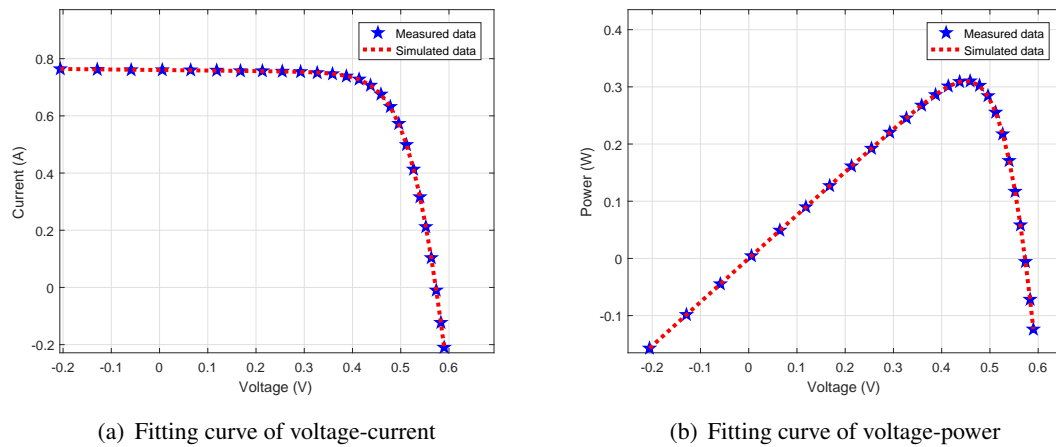 Measured data
Simulated data
0.8
0.6
0.4
0.2
0
-0.2
Current (A)
-0.2 -0.1 0 0.1 0.2 0.3 0.4 0.5 0.6
Voltage (V)
(a) Fitting curve of voltage-current
Measured data
Simulated data
0.4
0.3
0.2
0.1
0
-0.1
Power (W)
-0.2 -0.1 0 0.1 0.2 0.3 0.4 0.5 0.6
Voltage (V)
(b) Fitting curve of voltage-power